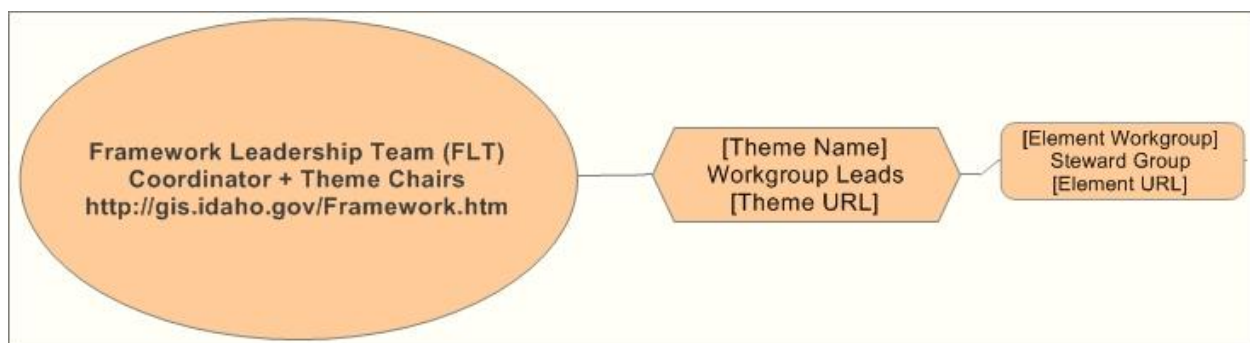 Framework Leadership Team (FLT)
Coordinator + Theme Chairs
http://gis.idaho.gov/Framework.htm
[Theme Name]
Workgroup Leads
[Theme URL]
[Element Workgroup]
Steward Group
[Element URL]